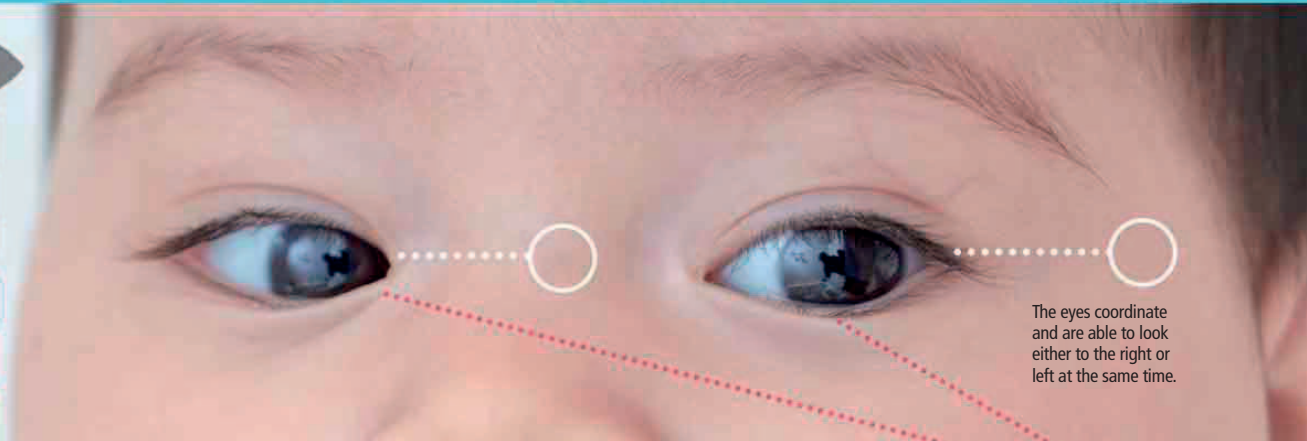 The eyes coordinate
and are able to look
either to the right or
left at the same time.